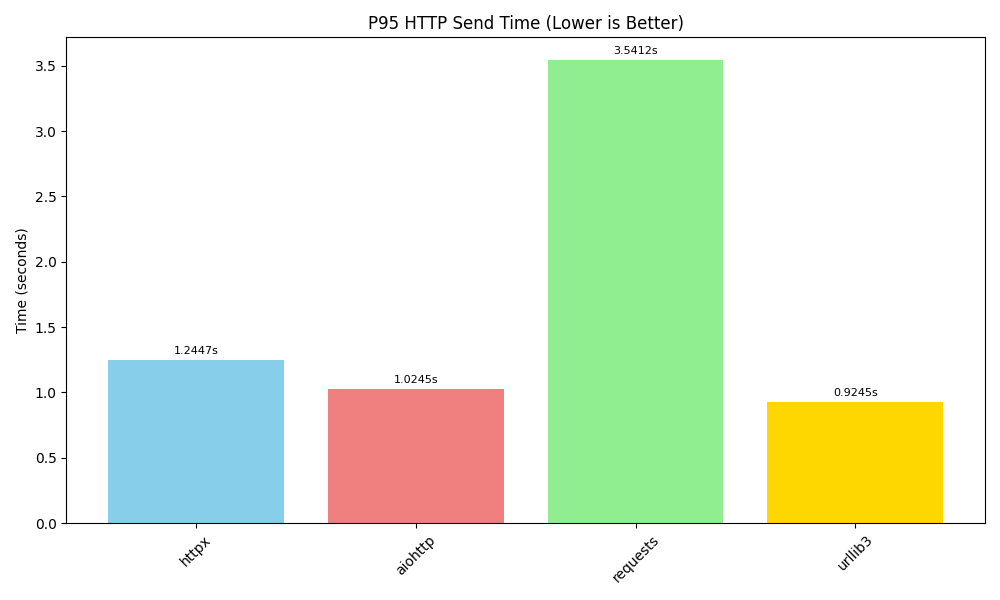 P95 HTTP Send Time (Lower is Better)
Time (seconds)
3.5
3.0
2.5
2.0
1.5
1.0
0.5
0.0
1.2447s
1.0245s
3.5412s
0.9245s
httpx
aiohttp
requests
urllib3